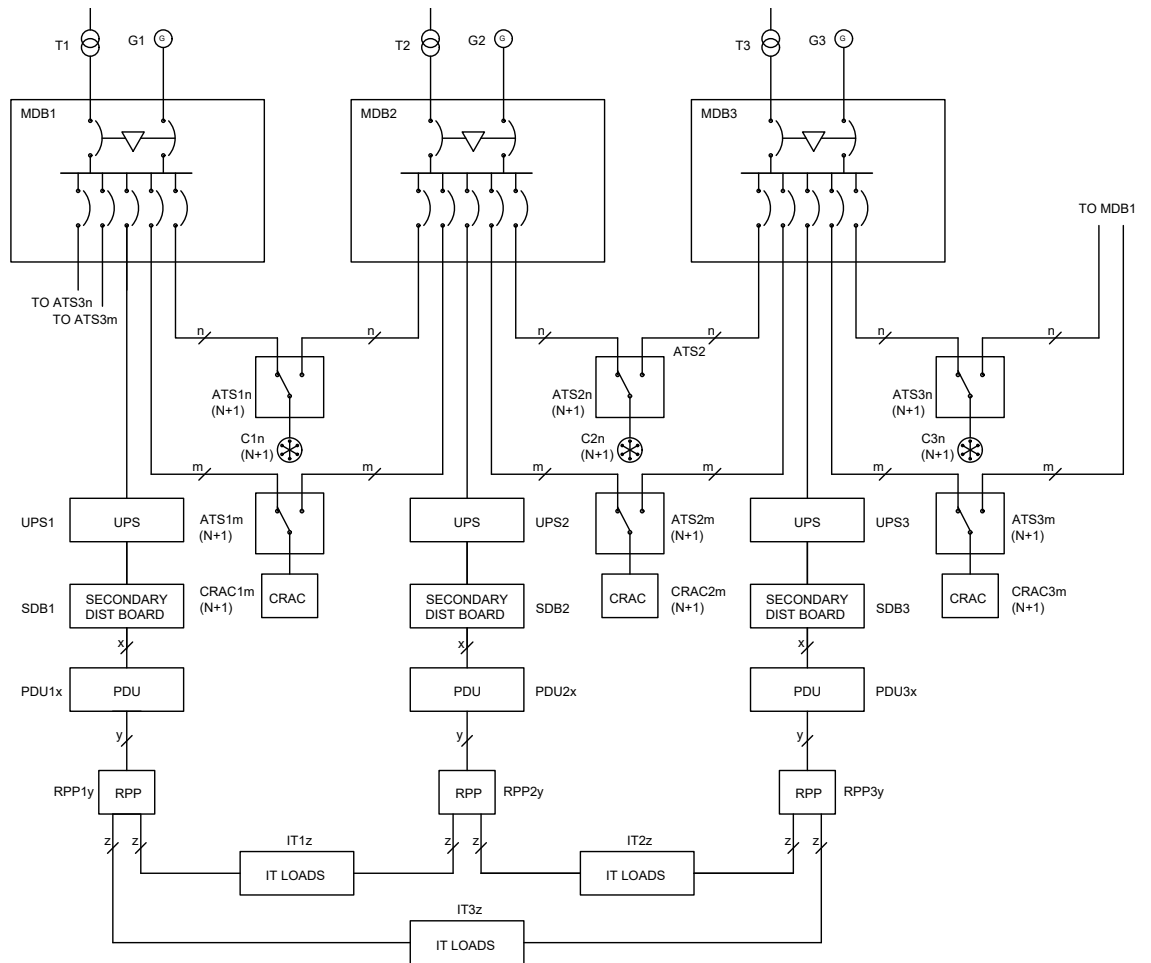 T1
G1
G
T2
G2
G
T3
G3
G
MDB1
MDB2
MDB3
TO MDB1
TO ATS3n
TO ATS3m
n
n
n
n
n
n
ATS2
ATS1n
(N+1)
ATS2n
(N+1)
ATS3n
(N+1)
C1n
(N+1)
C2n
(N+1)
C3n
(N+1)
m
m
m
m
m
m
UPS1
UPS
ATS1m
(N+1)
UPS
UPS2
ATS2m
(N+1)
UPS
UPS3
ATS3m
(N+1)
SDB1
SECONDARY
DIST BOARD
CRAC1m
(N+1)
CRAC
SECONDARY
DIST BOARD
SDB2
CRAC
CRAC2m
(N+1)
SECONDARY
DIST BOARD
SDB3
CRAC
CRAC3m
(N+1)
x
x
x
PDU1x
PDU
PDU
PDU2x
PDU
PDU3x
y
y
y
RPP1y
RPP
RPP
RPP2y
RPP
RPP3y
z
z
z
z
z
z
IT1z
IT LOADS
IT2z
IT LOADS
IT3z
IT LOADS